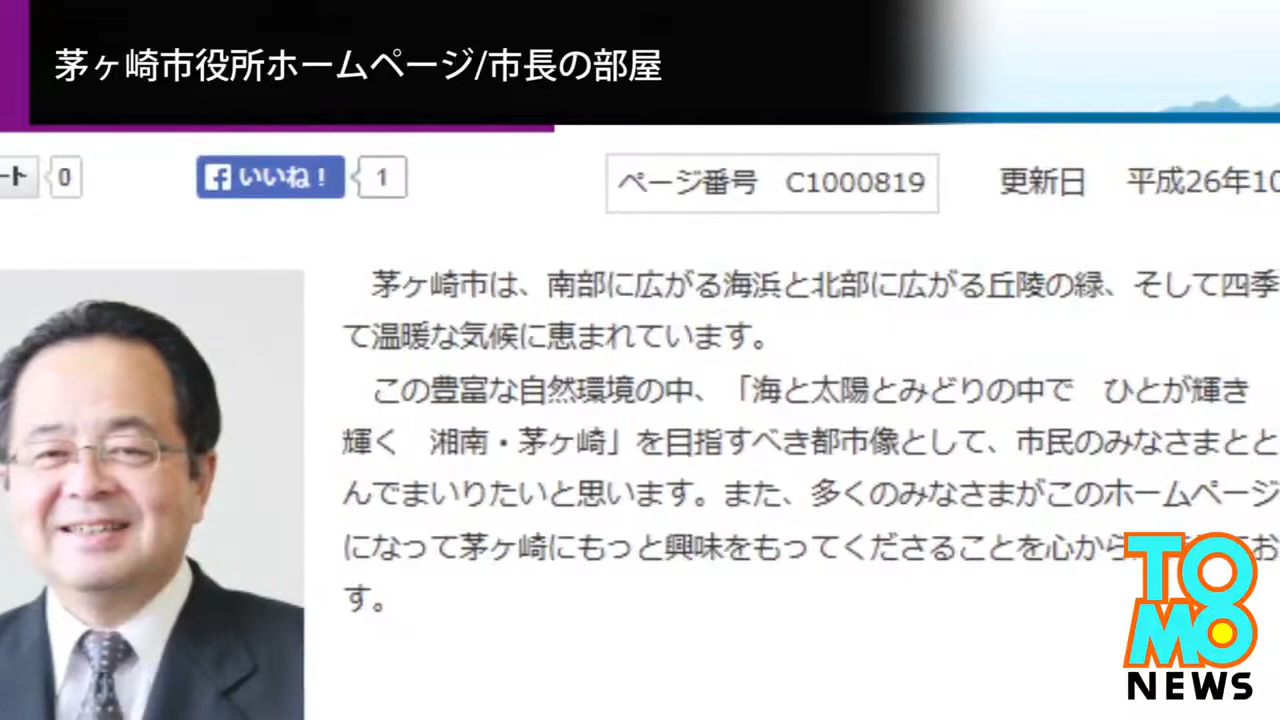 茅ヶ崎市役所ホームページ/市長の部屋
ート 0 いいね! 1 ページ番号 C1000819 更新日 平成26年10
茅ヶ崎市は、南部に広がる海浜と北部に広がる丘陵の緑、そして四季
て温暖な気候に恵まれています。
この豊富な自然環境の中、「海と太陽とみどりの中で ひとが輝き
輝く 湘南・茅ヶ崎」を目指すべき都市像として、市民のみなさまとと
んでまいりたいと思います。また、多くのみなさまがこのホームページ
になって茅ヶ崎にもっと興味をもってくださることを心から
す。
TO
MO
NEWS